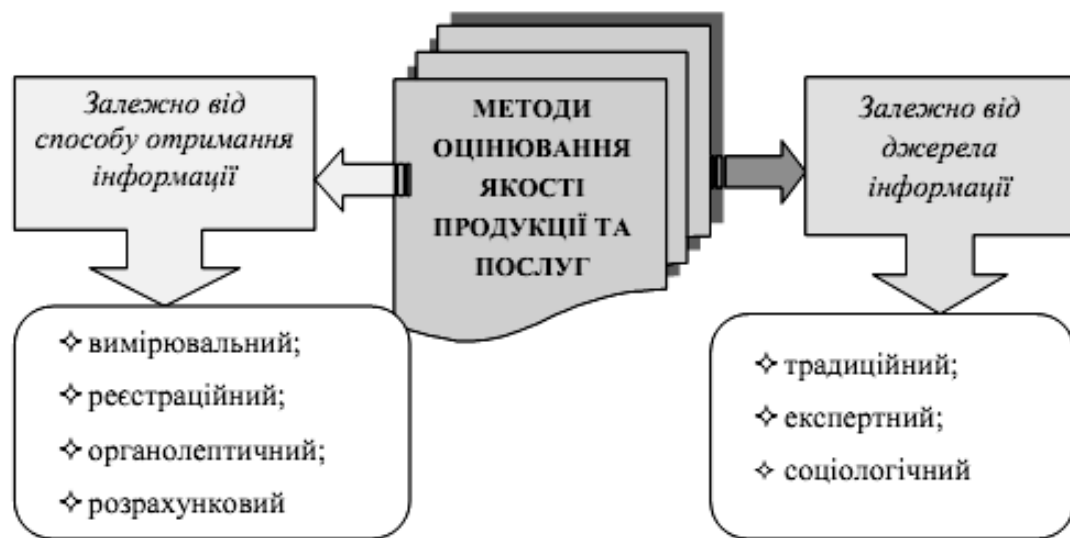 Залежно від
способу отримання
інформації
МЕТОДИ
ОЦІНЮВАННЯ
ЯКОСТІ
ПРОДУКЦІЇ ТА
ПОСЛУГ
Залежно від
джерела
інформації
вимірювальний;
реєстраційний;
органолептичний;
розрахунковий
традиційний;
експертний;
соціологічний